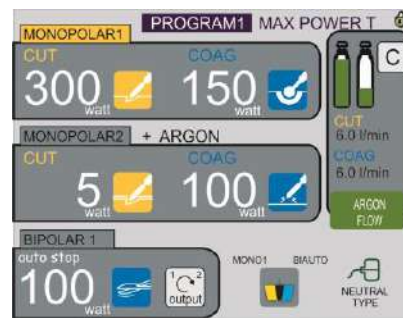 PROGRAM1 MAX POWER T
MONOPOLAR1
CUT
COAG
300
watt
150
watt
MONOPOLAR2 + ARGON
CUT
COAG
5
watt
100
watt
C
CUT
6.0 l/min
COAG
6.0 l/min
ARGON
FLOW
BIPOLAR 1
auto stop
100
watt
1 2
output
MONO1 BIAUTO
NEUTRAL
TYPE